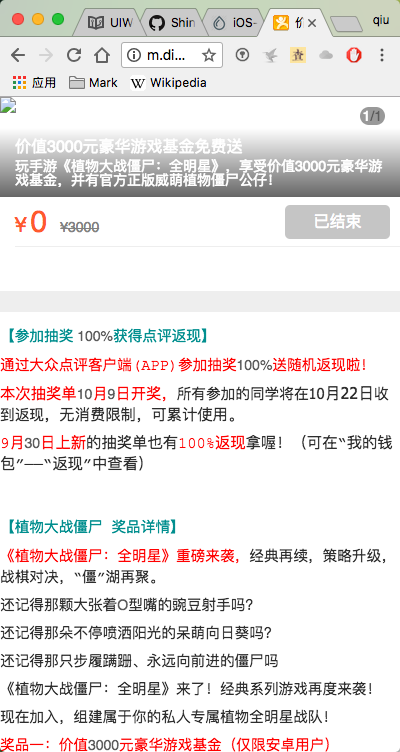 UIW
Shin
iOS-
qiu
m.di...
应用
Mark
Wikipedia
1/1
价值3000元豪华游戏基金免费送
玩手游《植物大战僵尸：全明星》，享受价值3000元豪华游
戏基金，并有官方正版威萌植物僵尸公仔！
¥0 ¥3000
已结束
【参加抽奖 100%获得点评返现】
通过大众点评客户端(APP)参加抽奖100%送随机返现啦！
本次抽奖单10月9日开奖，所有参加的同学将在10月22日收
到返现，无消费限制，可累计使用。
9月30日上新的抽奖单也有100%返现拿喔！（可在“我的钱
包”——“返现”中查看）
【植物大战僵尸 奖品详情】
《植物大战僵尸：全明星》重磅来袭，经典再续，策略升级，
战棋对决，“僵”湖再聚。
还记得那颗大张着O型嘴的豌豆射手吗？
还记得那朵不停喷洒阳光的呆萌向日葵吗？
还记得那只步履蹒跚、永远向前进的僵尸吗
《植物大战僵尸：全明星》来了！经典系列游戏再度来袭！
现在加入，组建属于你的私人专属植物全明星战队！
奖品一：价值3000元豪华游戏基金（仅限安卓用户）